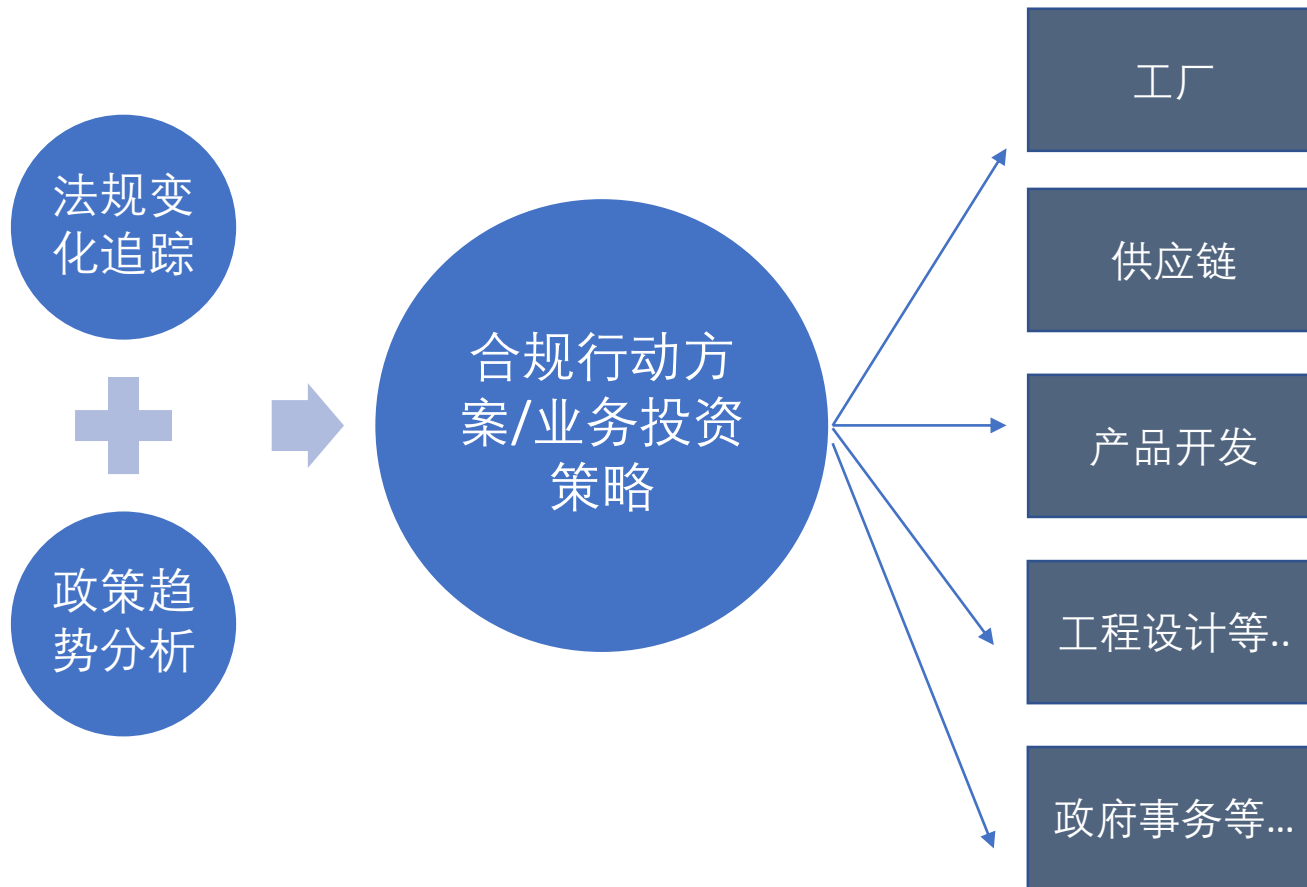 法规变
化追踪
政策趋
势分析
合规行动方
案/业务投资
策略
工厂
供应链
产品开发
工程设计等..
政府事务等...